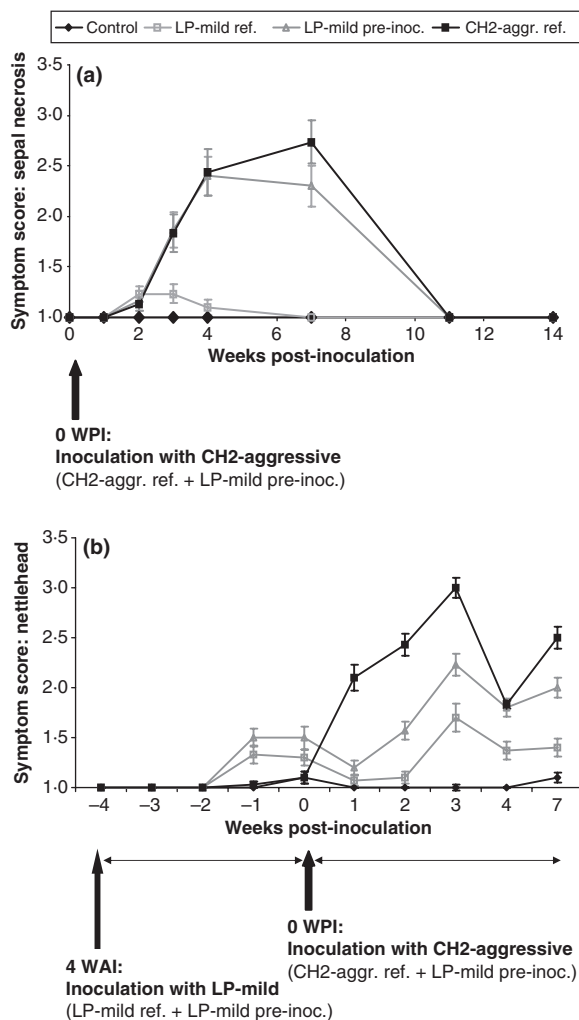 Control LP-mild ref. LP-mild pre-inoc. CH2-aggr. ref.
(a)
Symptom score: sepal necrosis
3·5
3·0
2·5
2·0
1·5
1·0
0 2 4 6 8 10 12 14
Weeks post-inoculation
0 WPI:
Inoculation with CH2-aggressive
(CH2-aggr. ref. + LP-mild pre-inoc.)
(b)
Symptom score: nettlehead
3·5
3·0
2·5
2·0
1·5
1·0
−4 −3 −2 −1 0 1 2 3 4 7
Weeks post-inoculation
0 WPI:
Inoculation with CH2-aggressive
(CH2-aggr. ref. + LP-mild pre-inoc.)
4 WAI:
Inoculation with LP-mild
(LP-mild ref. + LP-mild pre-inoc.)